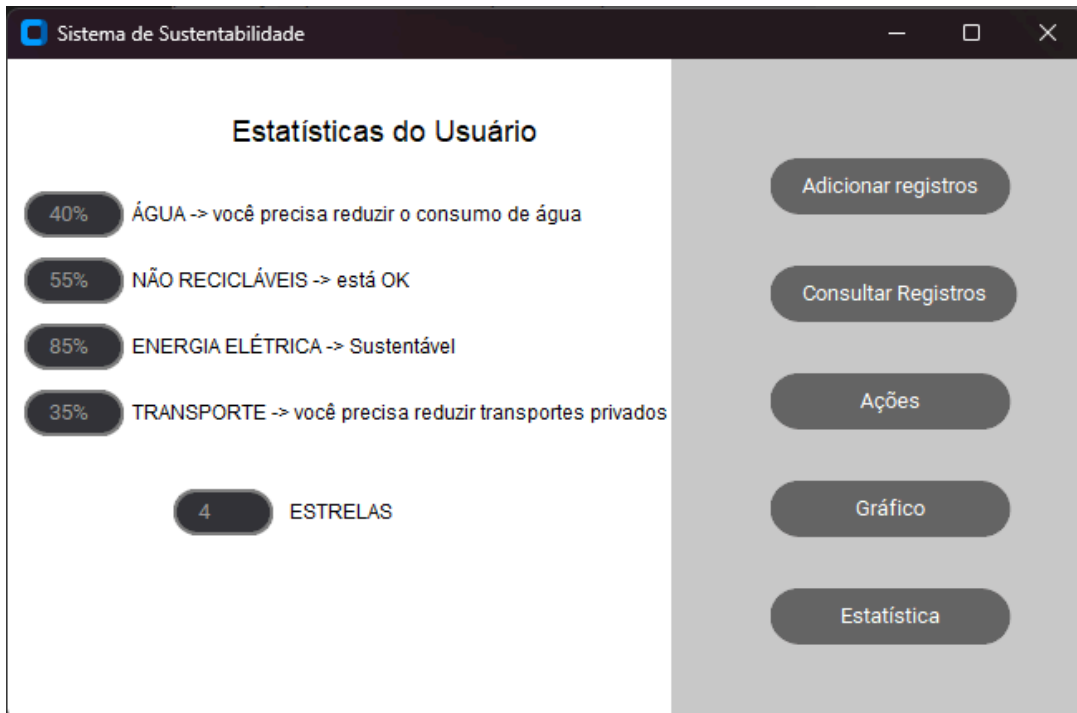 Sistema de Sustentabilidade
Estatísticas do Usuário
40% ÁGUA -> você precisa reduzir o consumo de água
55% NÃO RECICLÁVEIS -> está OK
85% ENERGIA ELÉTRICA -> Sustentável
35% TRANSPORTE -> você precisa reduzir transportes privados
4 ESTRELAS
Adicionar registros
Consultar Registros
Ações
Gráfico
Estatística